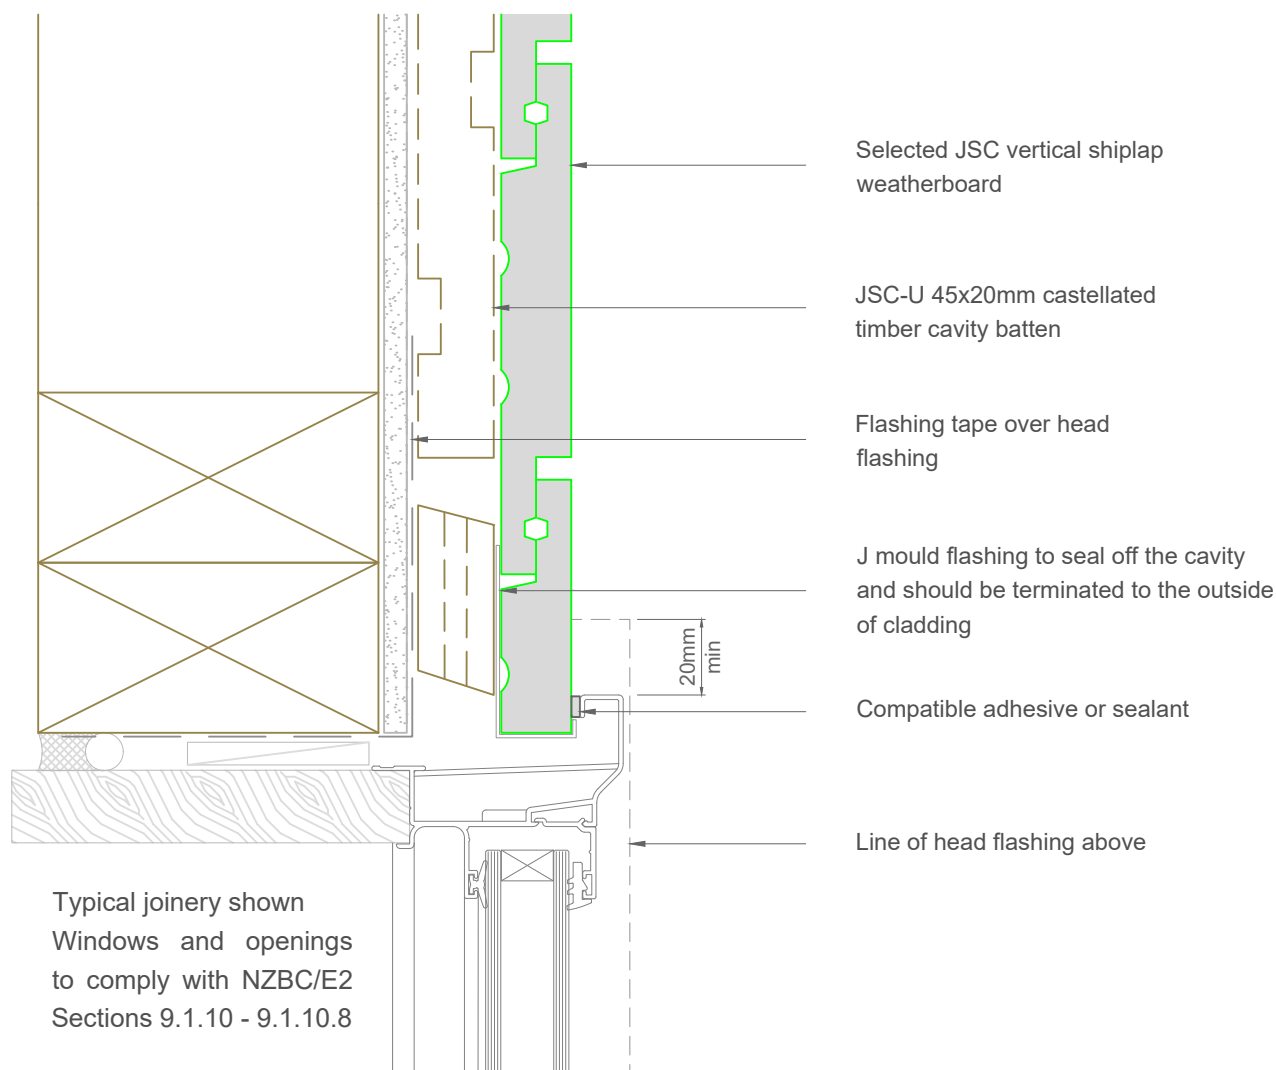 Selected JSC vertical shiplap
weatherboard
JSC-U 45x20mm castellated
timber cavity batten
Flashing tape over head
flashing
J mould flashing to seal off the cavity
and should be terminated to the outside
of cladding
20mm
min
Compatible adhesive or sealant
Line of head flashing above
Typical joinery shown
Windows and openings
to comply with NZBC/E2
Sections 9.1.10 - 9.1.10.8